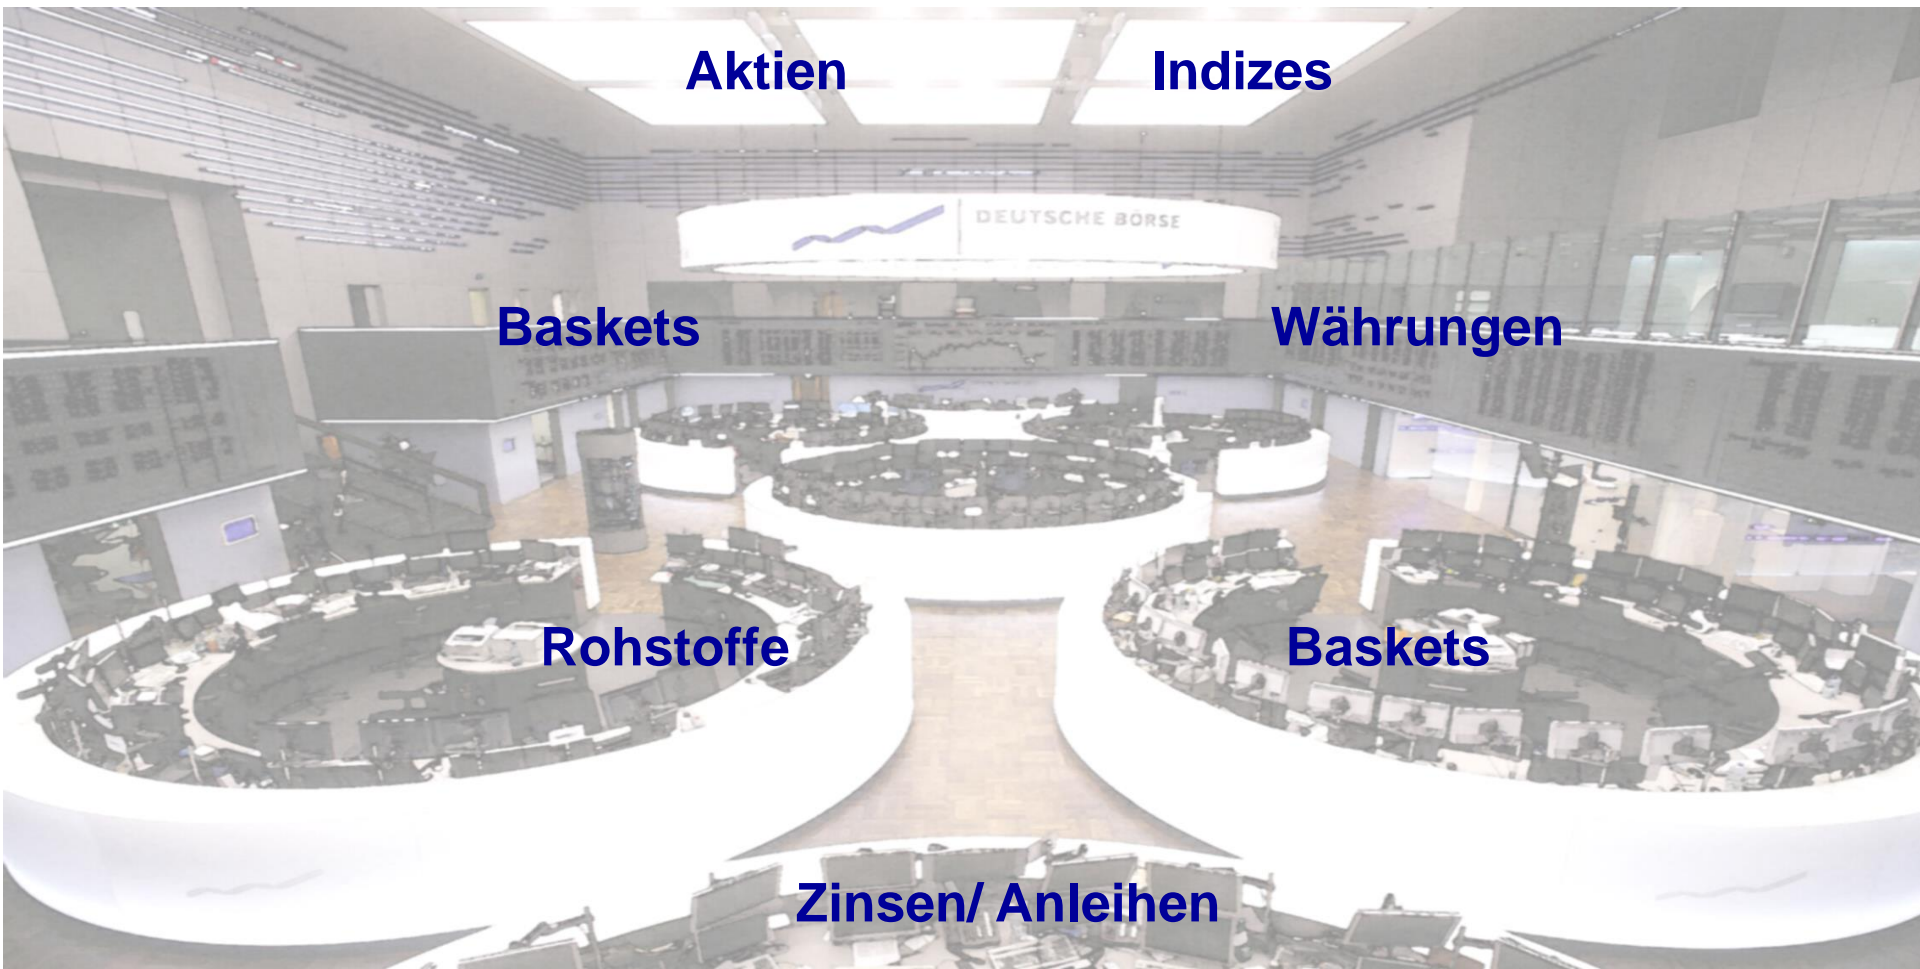 Aktien
Indizes
DEUTSCHE BÖRSE
Baskets
Währungen
Rohstoffe
Baskets
Zinsen/ Anleihen